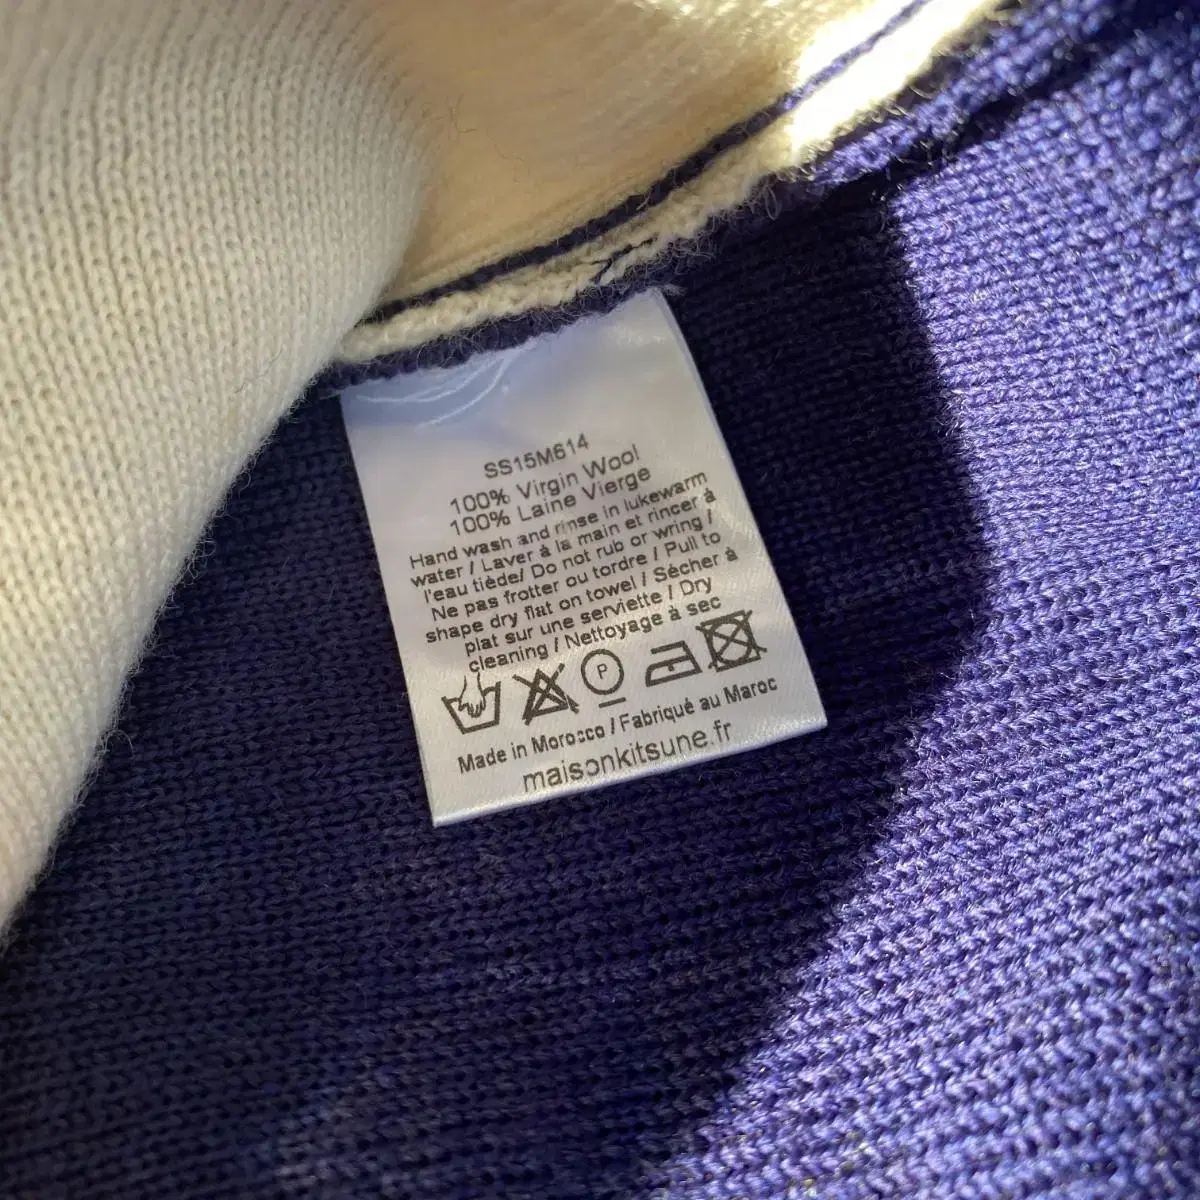 SS15M614
100% Virgin Wool
100% Laine Vierge
Hand wash and rinse in lukewarm
water / Laver à la main et rincer à
l'eau tiède/ Do not rub or wring /
Ne pas frotter ou tordre / Pull to
shape dry flat on towel / Sécher à
plat sur une serviette / Dry
cleaning / Nettoyage à sec
P
Made in Morocco / Fabriqué au Maroc
maisonkitsune.fr